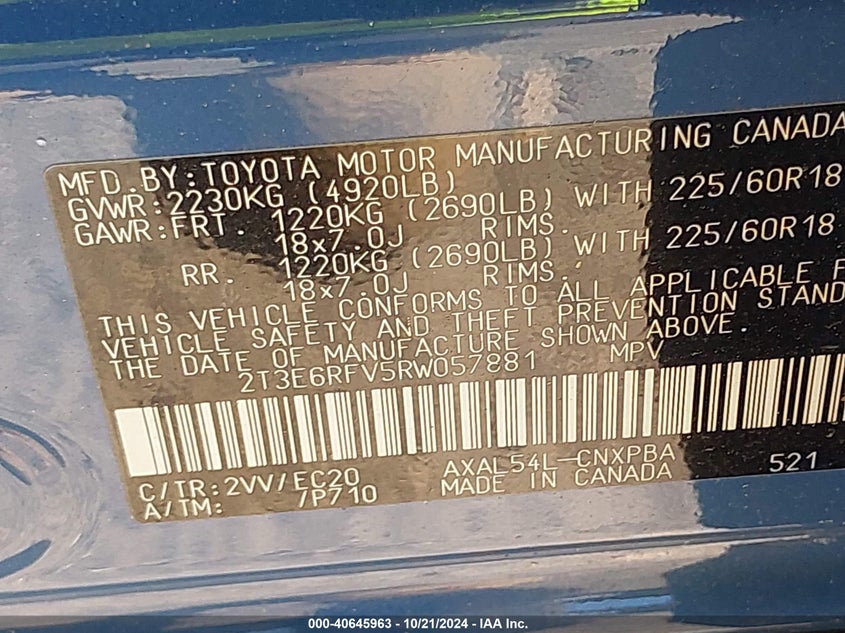 MFD.BY:TOYOTA MOTOR MANUFACTURING CANADA
GVWR:2230KG (4920LB)
GAWR:FRT. 1220KG (2690LB) WITH 225/60R18
18x7.0J RIMS.
RR. 1220KG (2690LB) WITH 225/60R18
18x7.0J RIMS.
THIS VEHICLE CONFORMS TO ALL APPLICABLE F
VEHICLE SAFETY AND THEFT PREVENTION STAND
THE DATE OF MANUFACTURE SHOWN ABOVE.
2T3E6RFV5RW057881 MPV
C/TR:2VV/EC20 AXAL54L-CNXPBA 521
A/TM: /P710 MADE IN CANADA
000-40645963 - 10/21/2024 - IAA Inc.